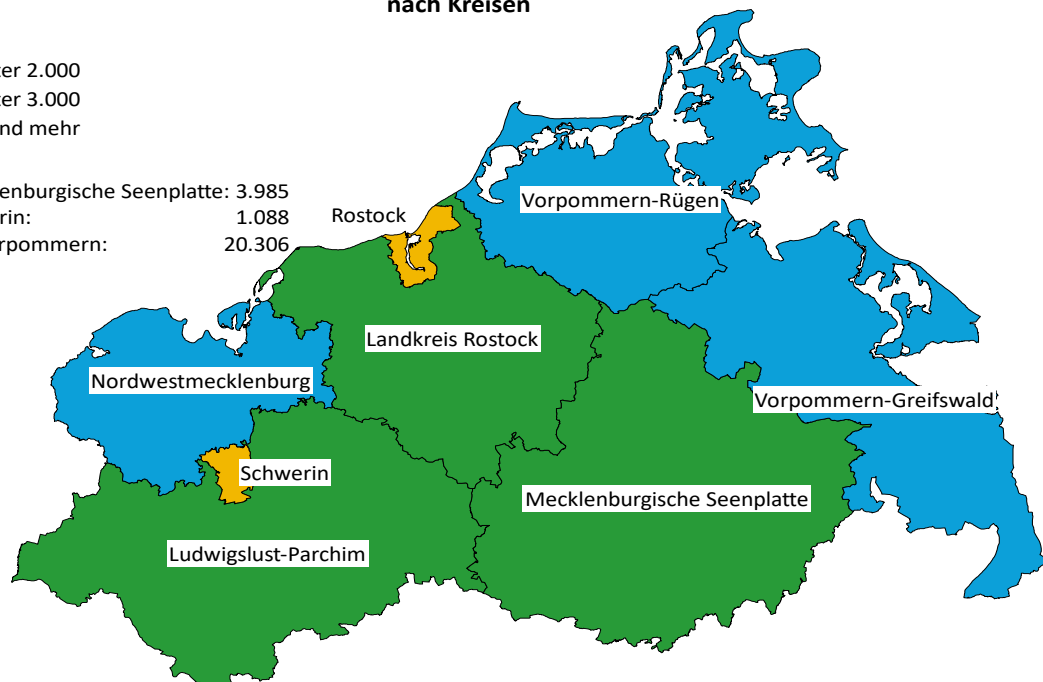 nach Kreisen
ter 2.000
ter 3.000
nd mehr
lenburgische Seenplatte: 3.985
rin: 1.088
rpommern: 20.306
Rostock
Vorpommern-Rügen
Landkreis Rostock
Nordwestmecklenburg
Vorpommern-Greifswald
Schwerin
Mecklenburgische Seenplatte
Ludwigslust-Parchim